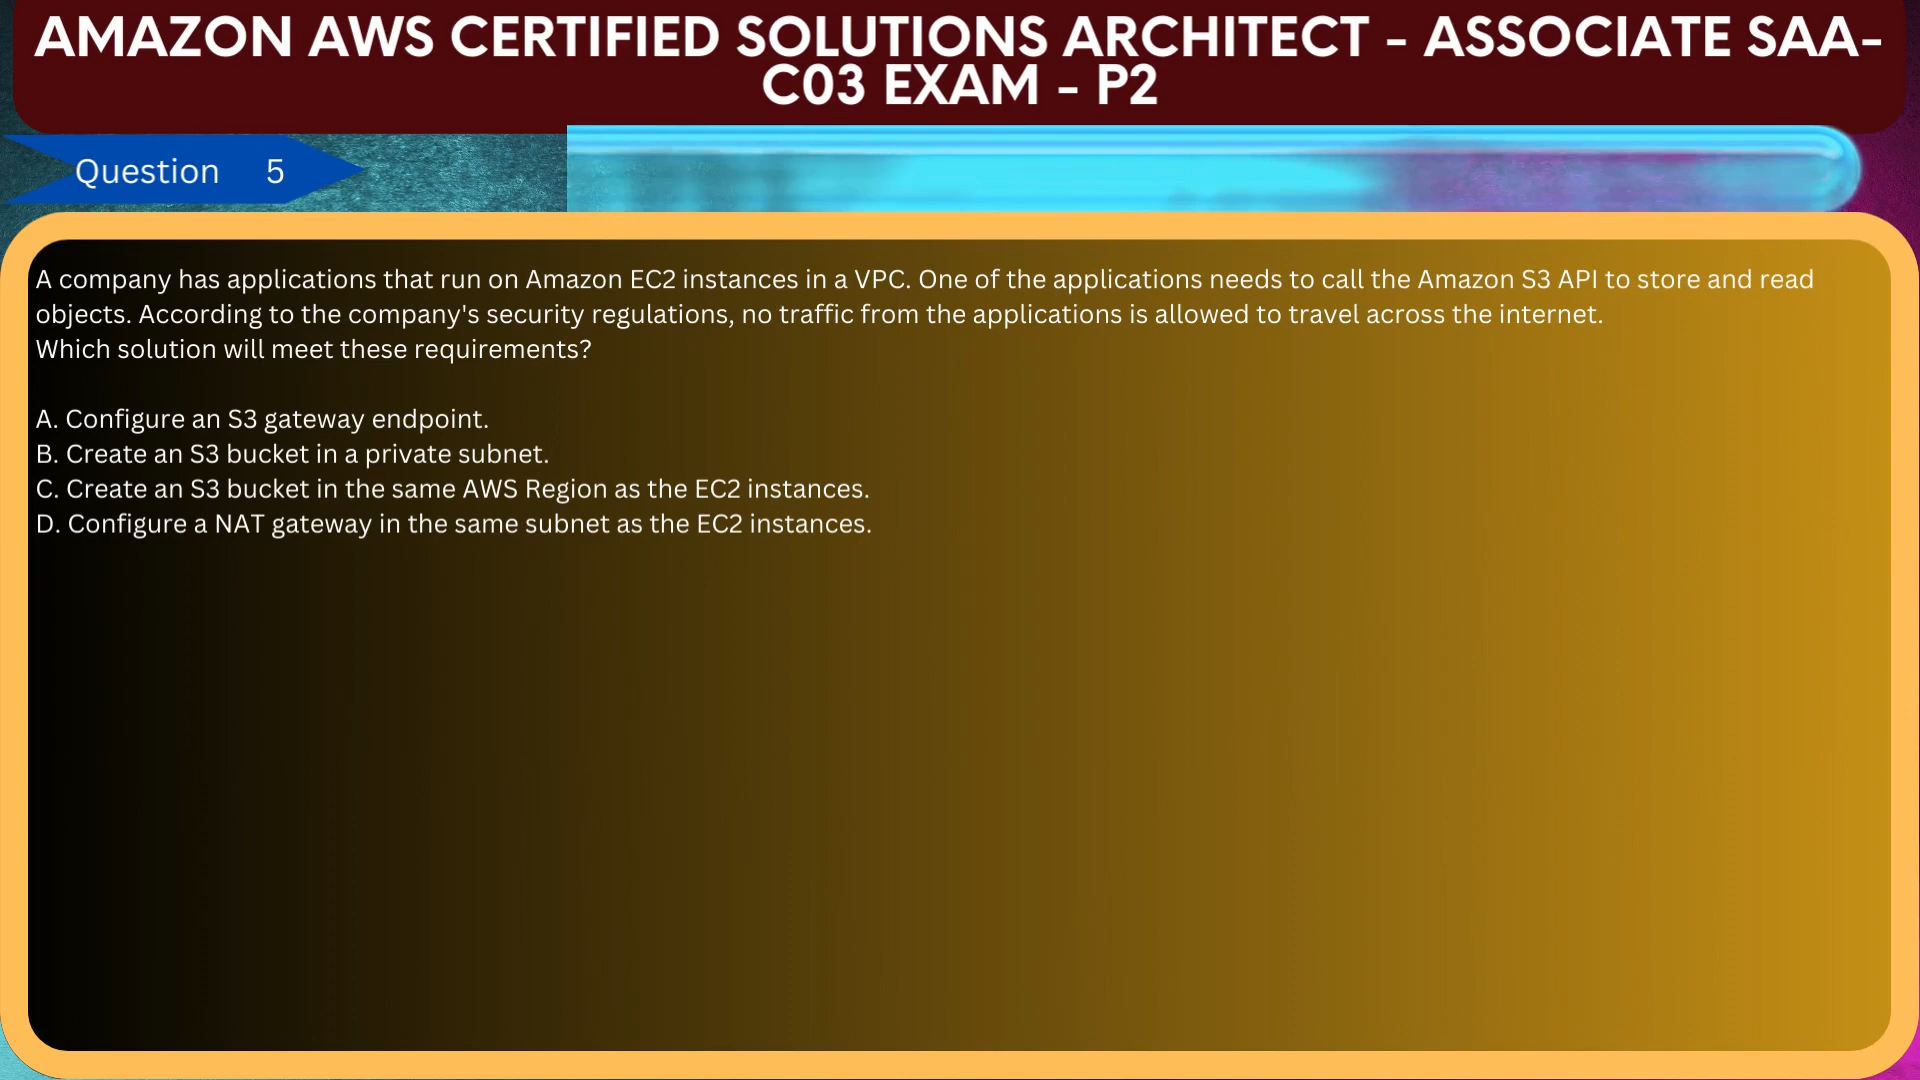 AMAZON AWS CERTIFIED SOLUTIONS ARCHITECT - ASSOCIATE SAA-
C03 EXAM - P2
Question 5
A company has applications that run on Amazon EC2 instances in a VPC. One of the applications needs to call the Amazon S3 API to store and read
objects. According to the company's security regulations, no traffic from the applications is allowed to travel across the internet.
Which solution will meet these requirements?
A. Configure an S3 gateway endpoint.
B. Create an S3 bucket in a private subnet.
C. Create an S3 bucket in the same AWS Region as the EC2 instances.
D. Configure a NAT gateway in the same subnet as the EC2 instances.